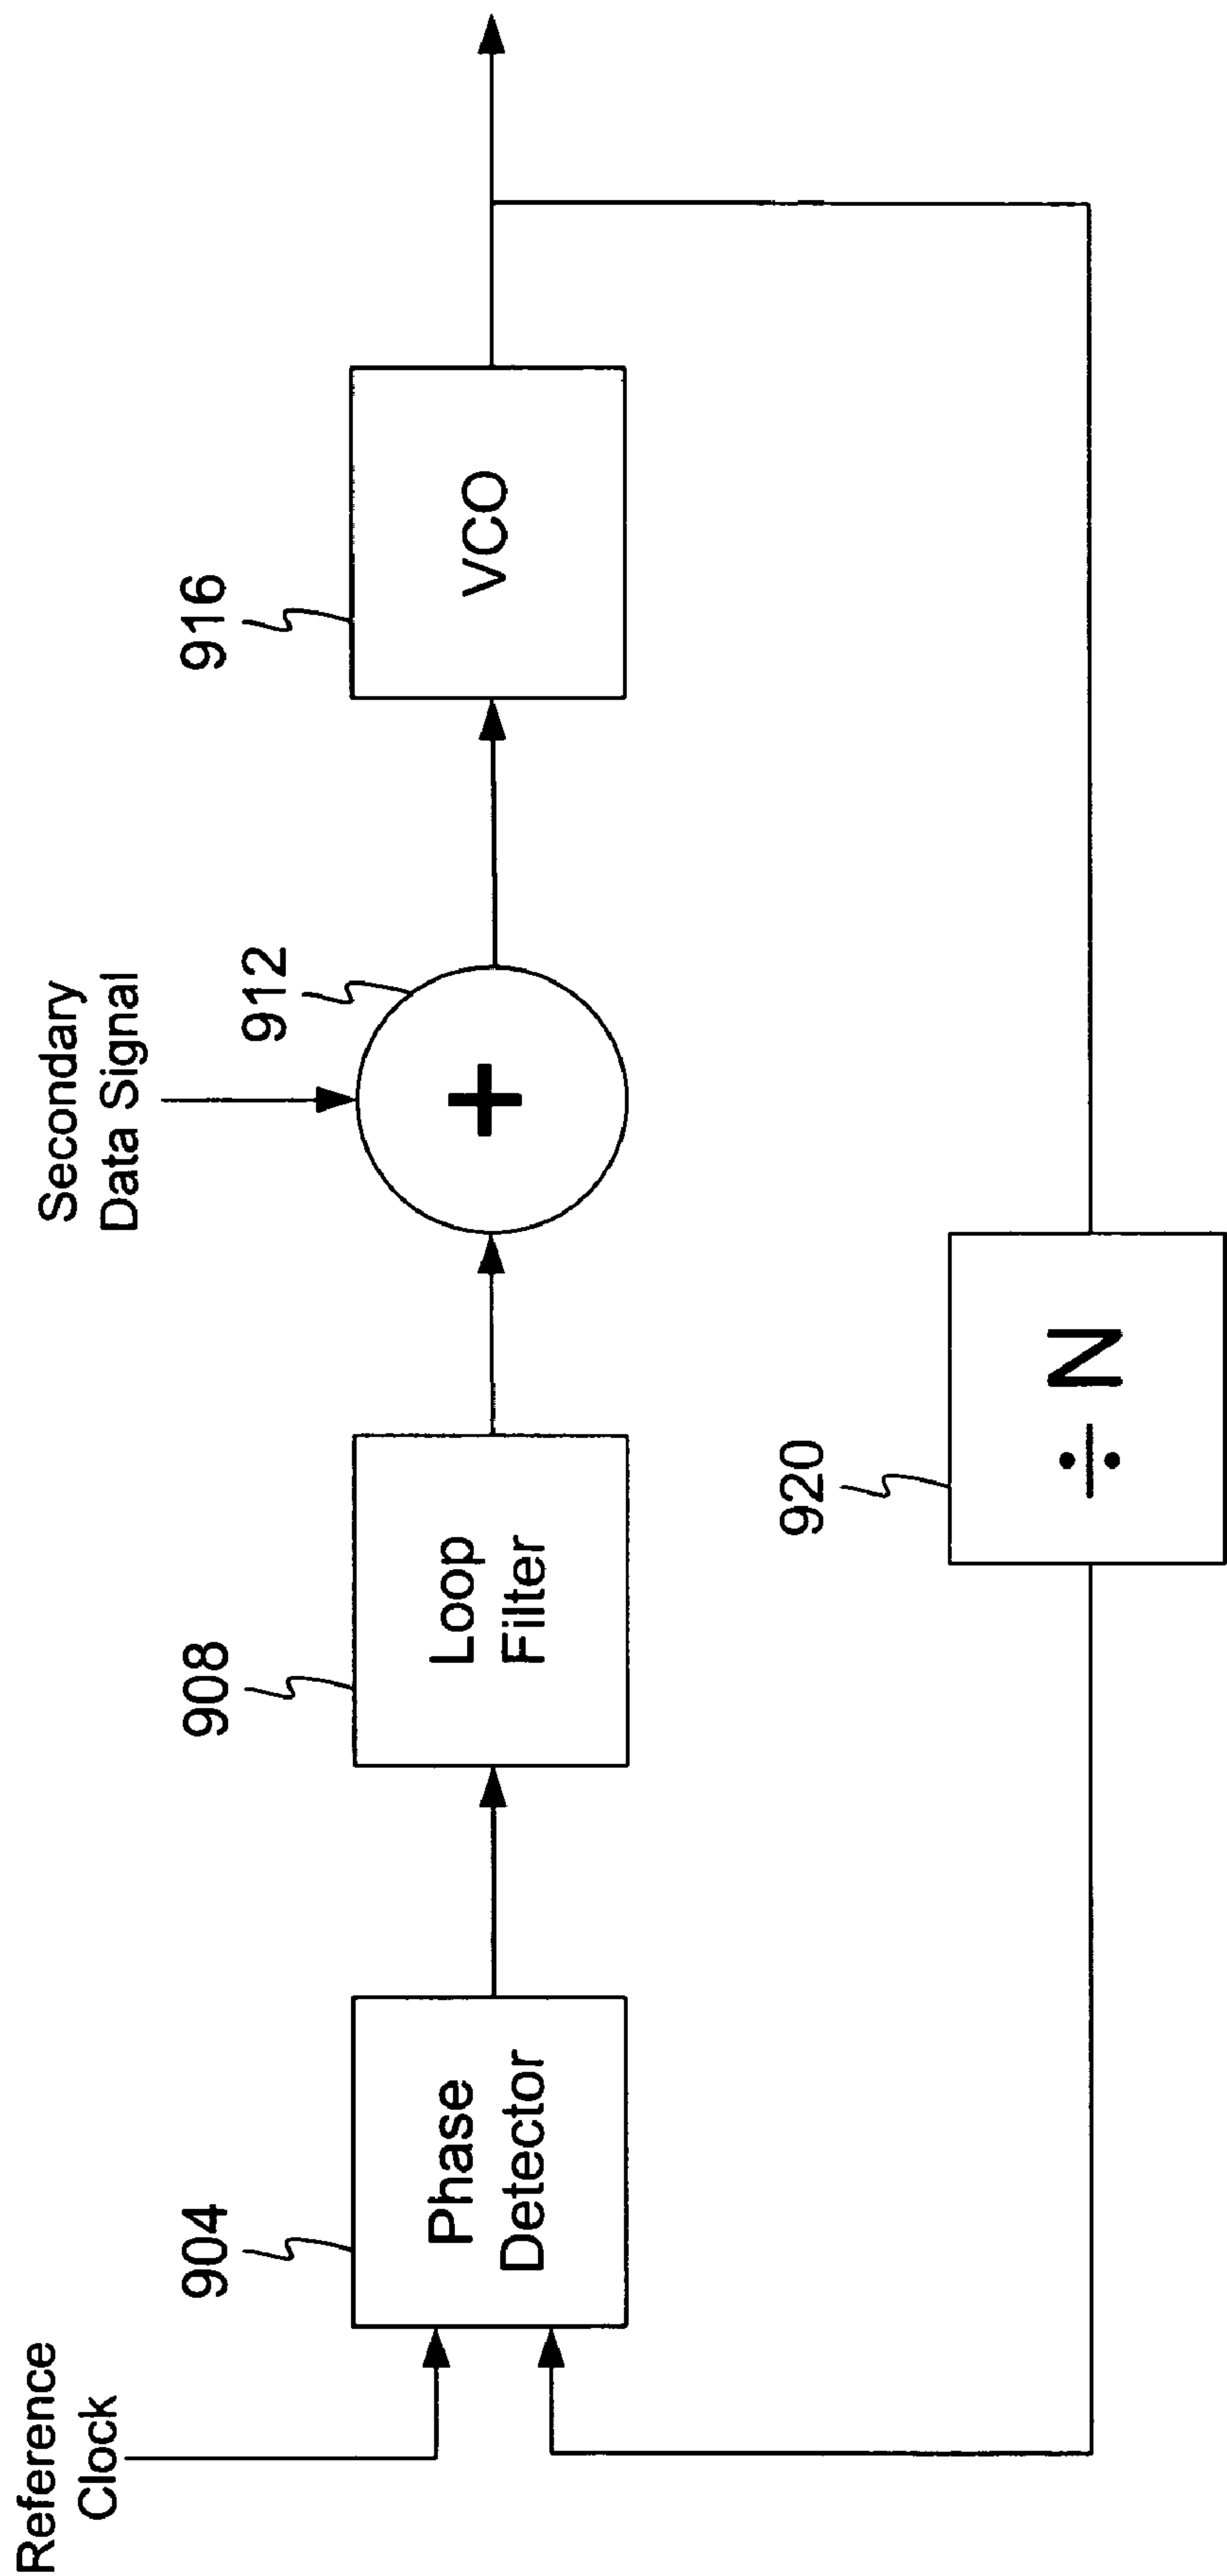 Reference
Clock
904
Phase
Detector
908
Loop
Filter
Secondary
Data Signal
912
+
916
VCO
920
÷ N